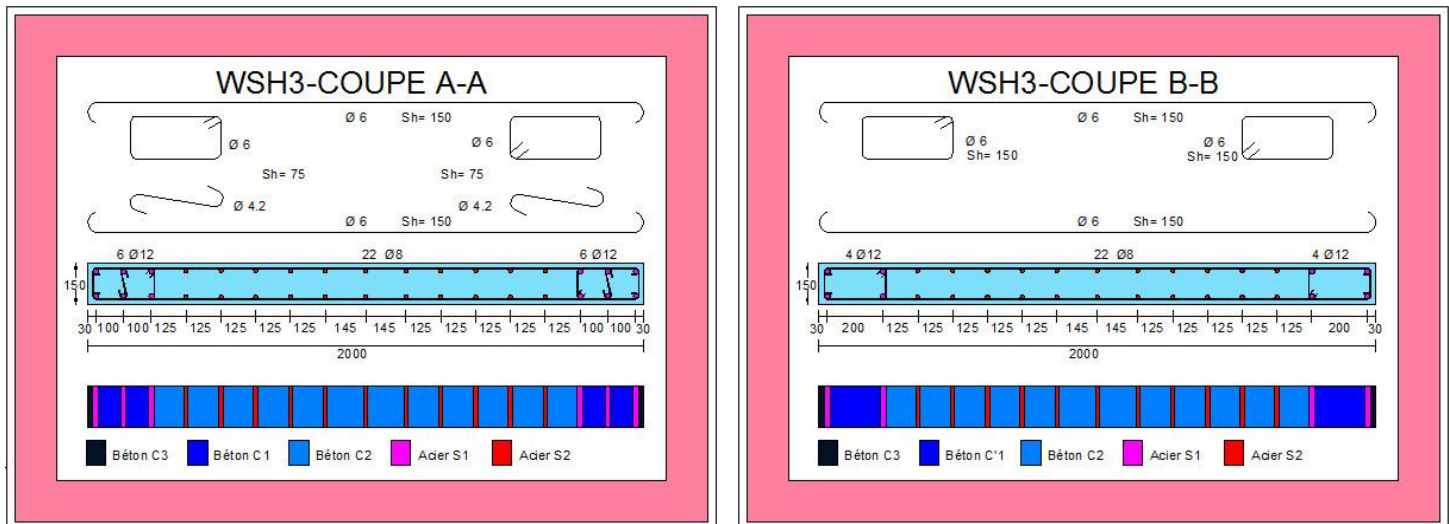 WSH3-COUPE A-A
Ø 6 Sh= 150
Ø 6 Ø 6
Sh= 75 Sh= 75
Ø 4.2 Ø 4.2
Ø 6 Sh= 150
6 Ø12 22 Ø8 6 Ø12
150
30 100 100 125 125 125 125 145 145 125 125 125 125 100 100 30
2000
Béton C3 Béton C1 Béton C2 Acier S1 Acier S2
WSH3-COUPE B-B
Ø 6 Sh= 150
Ø 6 Ø 6
Sh= 150 Sh= 150
Ø 6 Sh= 150
4 Ø12 22 Ø8 4 Ø12
150
30 200 125 125 125 125 145 145 125 125 125 125 200 30
2000
Béton C3 Béton C'1 Béton C2 Acier S1 Acier S2